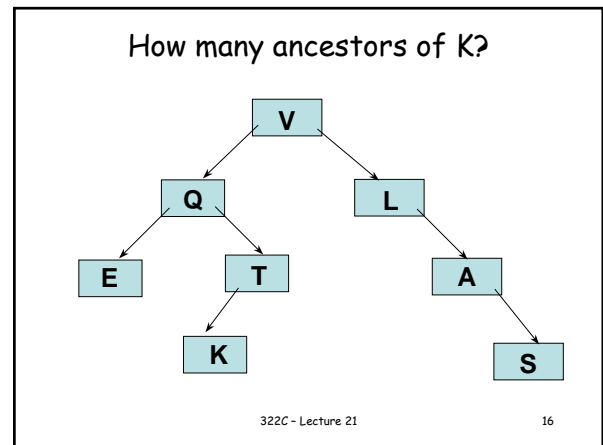 How many ancestors of K?
V
Q L
E T A
K S
322C – Lecture 21 16